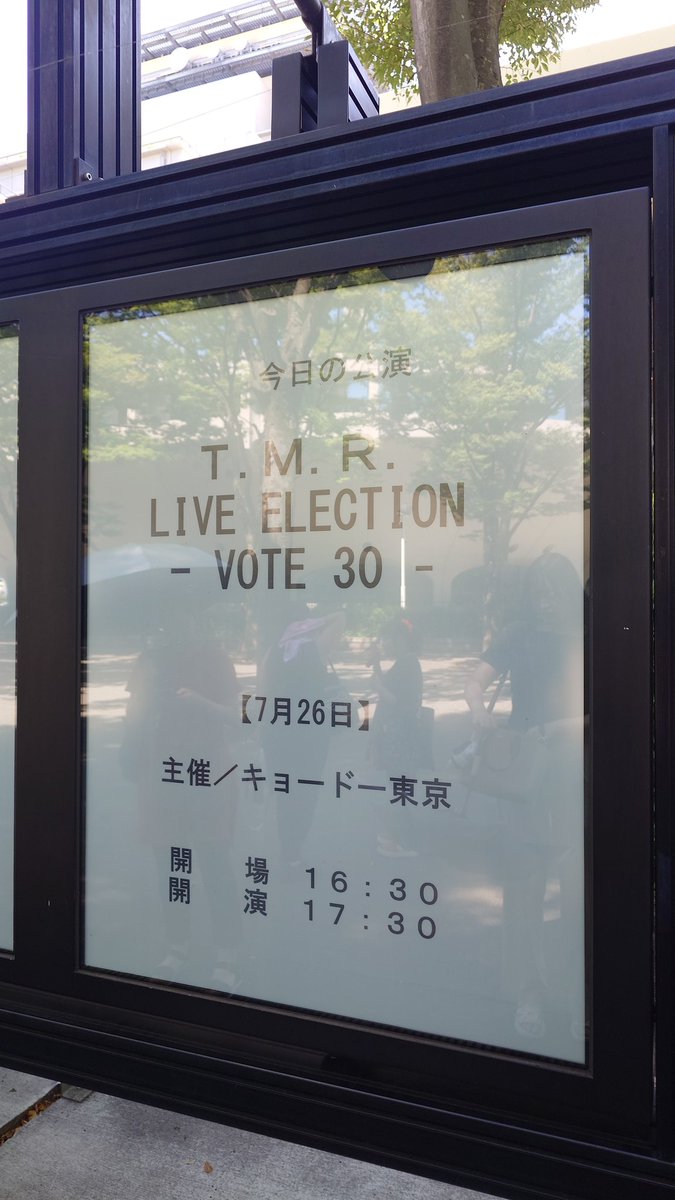 今日の公演
T.M.R.
LIVE ELECTION
- VOTE 30 -
【7月26日】
主催／キョードー東京
開　場　16：30
開　演　17：30